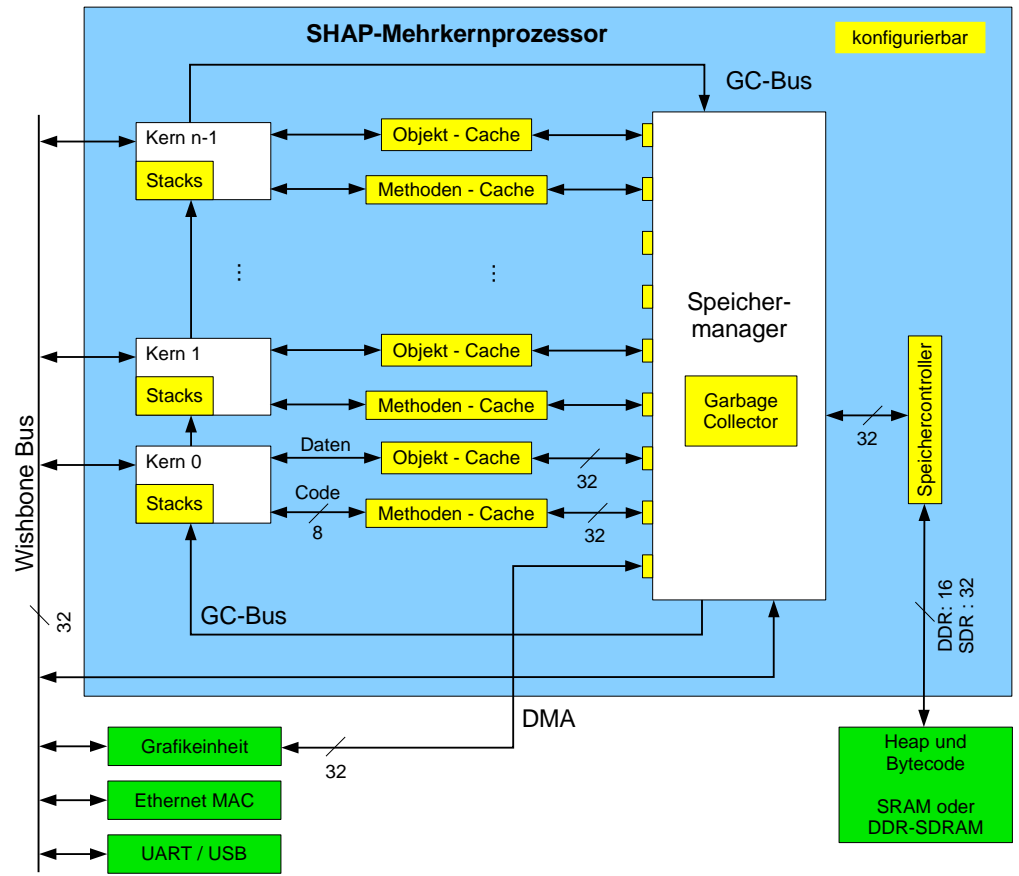 SHAP-Mehrkernprozessor
konfigurierbar
GC-Bus
Kern n-1
Stacks
Objekt - Cache
Methoden - Cache
...
...
Kern 1
Stacks
Objekt - Cache
Methoden - Cache
Kern 0
Stacks
Daten
Objekt - Cache
32
Code
8
Methoden - Cache
32
Speicher-
manager
Garbage
Collector
32
Speichercontroller
DDR: 16
SDR : 32
GC-Bus
Wishbone Bus
32
DMA
32
Grafikeinheit
Ethernet MAC
UART / USB
Heap und
Bytecode
SRAM oder
DDR-SDRAM